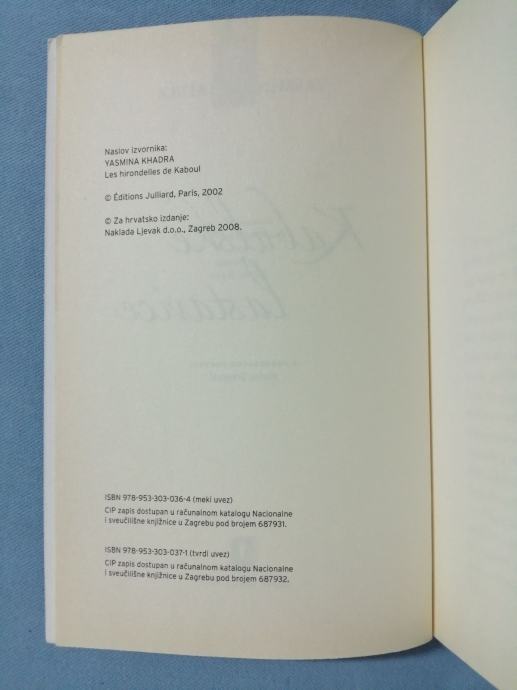 Naslov izvornika:
YASMINA KHADRA
Les hirondelles de Kaboul
© Éditions Julliard, Paris, 2002
© Za hrvatsko izdanje:
Naklada Ljevak d.o.o., Zagreb 2008.
Kabulske
lastavice
ISBN 978-953-303-036-4 (meki uvez)
CIP zapis dostupan u računalnom katalogu Nacionalne
i sveučilišne knjižnice u Zagrebu pod brojem 687931.
ISBN 978-953-303-037-1 (tvrdi uvez)
CIP zapis dostupan u računalnom katalogu Nacionalne
i sveučilišne knjižnice u Zagrebu pod brojem 687932.